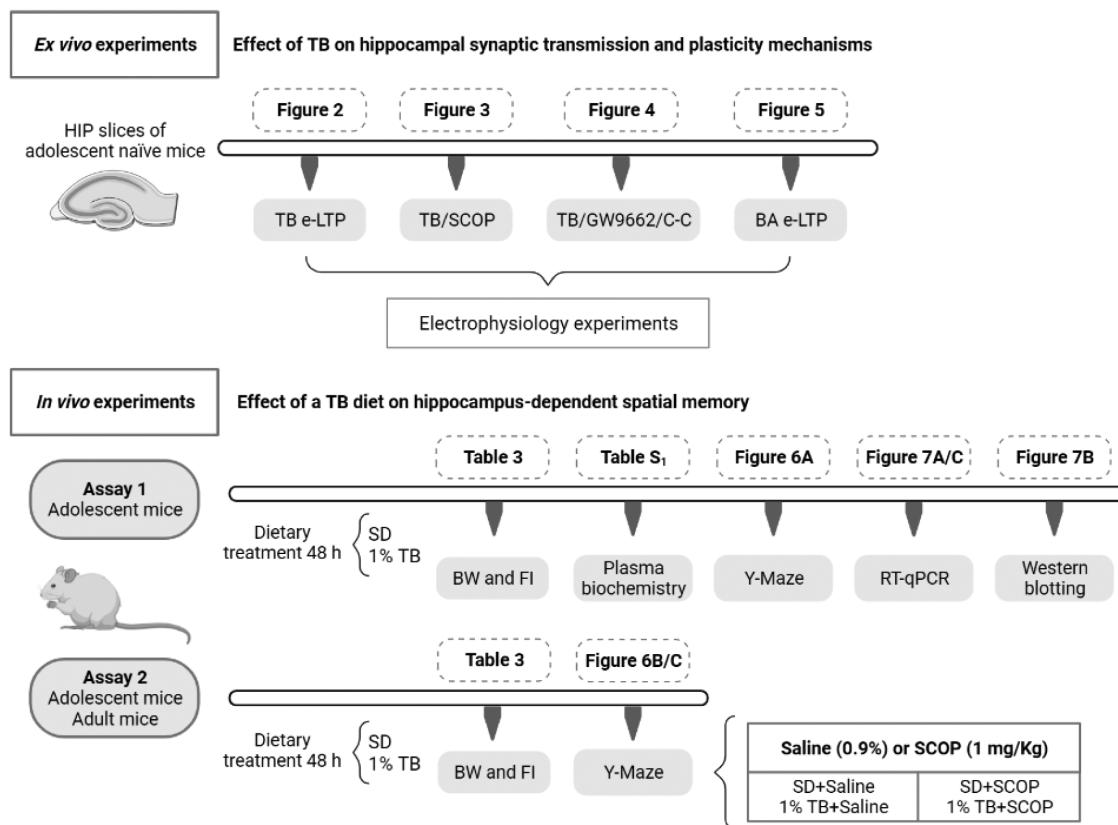 Ex vivo experiments
Effect of TB on hippocampal synaptic transmission and plasticity mechanisms
Figure 2
Figure 3
Figure 4
Figure 5
HIP slices of
adolescent naïve mice
TB e-LTP
TB/SCOP
TB/GW9662/C-C
BA e-LTP
Electrophysiology experiments
In vivo experiments
Effect of a TB diet on hippocampus-dependent spatial memory
Table 3
Table S₁
Figure 6A
Figure 7A/C
Figure 7B
Assay 1
Adolescent mice
Dietary
treatment 48 h
SD
1% TB
BW and FI
Plasma
biochemistry
Y-Maze
RT-qPCR
Western
blotting
Table 3
Figure 6B/C
Assay 2
Adolescent mice
Adult mice
Dietary
treatment 48 h
SD
1% TB
BW and FI
Y-Maze
Saline (0.9%) or SCOP (1 mg/Kg)
SD+Saline
1% TB+Saline
SD+SCOP
1% TB+SCOP